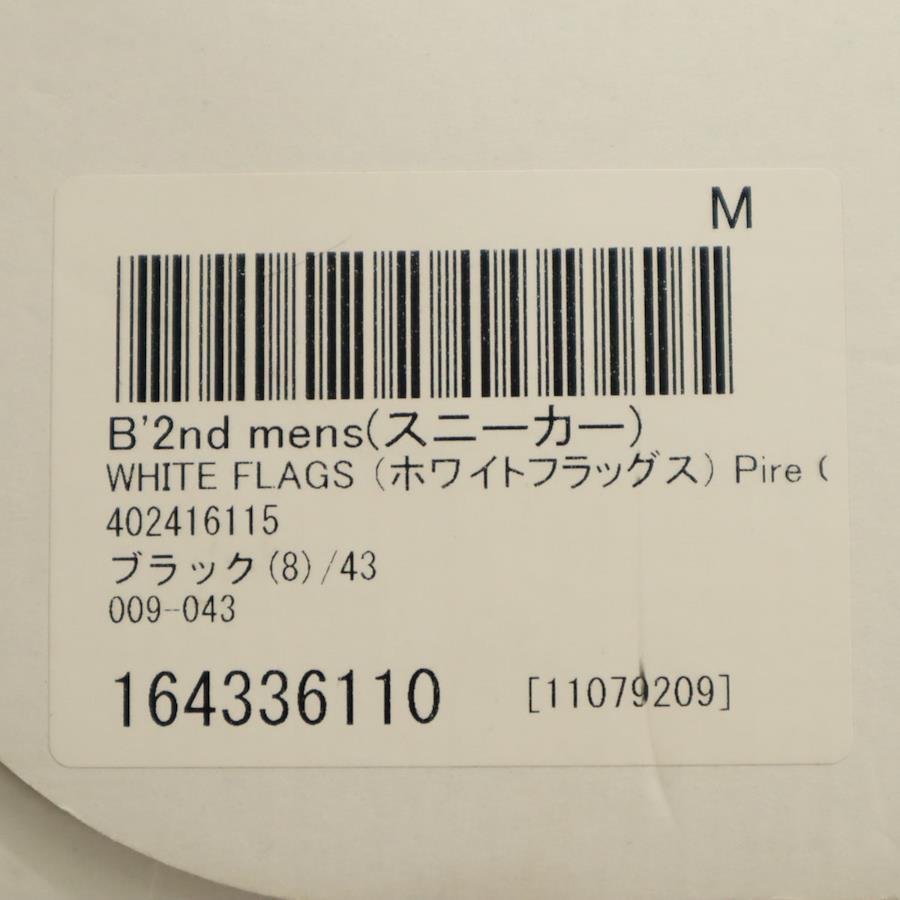 M
B'2nd mens(スニーカー)
WHITE FLAGS (ホワイトフラッグス) Pire (
402416115
ブラック(8)/43
009-043
164336110 [11079209]